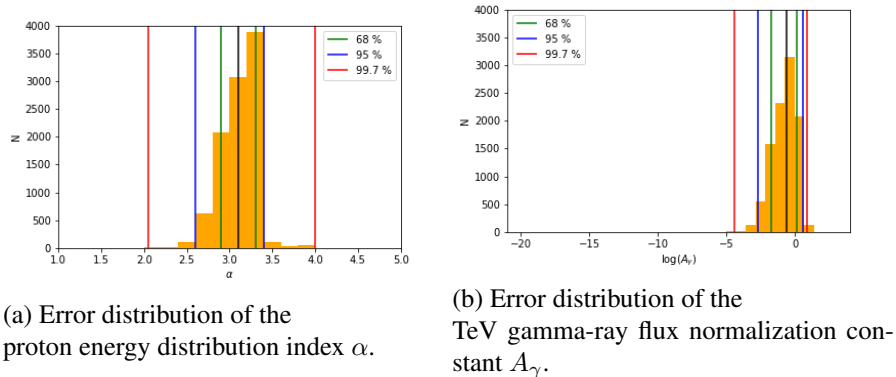 4000
3500
3000
2500
2000
1500
1000
500
0
N
68 %
95 %
99.7 %
1.0 1.5 2.0 2.5 3.0 3.5 4.0 4.5 5.0
α
(a) Error distribution of the
proton energy distribution index α.
4000
3500
3000
2500
2000
1500
1000
500
0
N
68 %
95 %
99.7 %
−20 −15 −10 −5 0
log(Aγ)
(b) Error distribution of the
TeV gamma-ray flux normalization con-
stant Aγ.